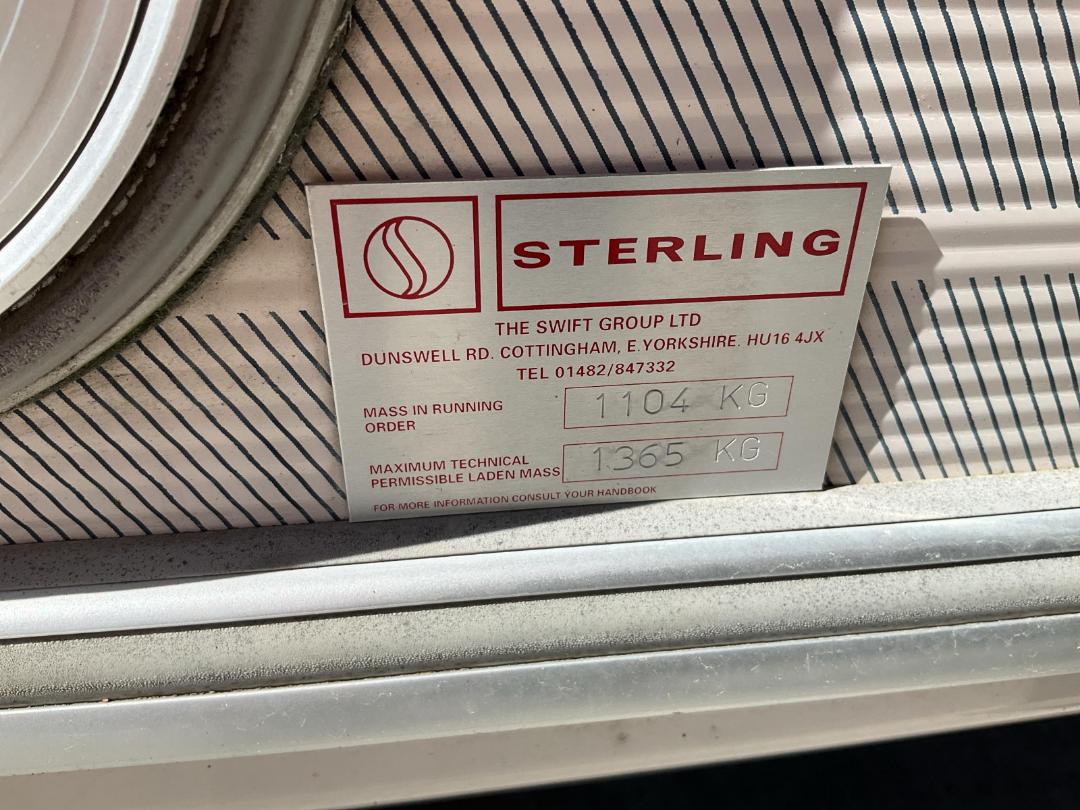 STERLING
THE SWIFT GROUP LTD
DUNSWELL RD. COTTINGHAM, E.YORKSHIRE. HU16 4JX
TEL 01482/847332
MASS IN RUNNING
ORDER
1104 KG
MAXIMUM TECHNICAL
PERMISSIBLE LADEN MASS
1365 KG
FOR MORE INFORMATION CONSULT YOUR HANDBOOK